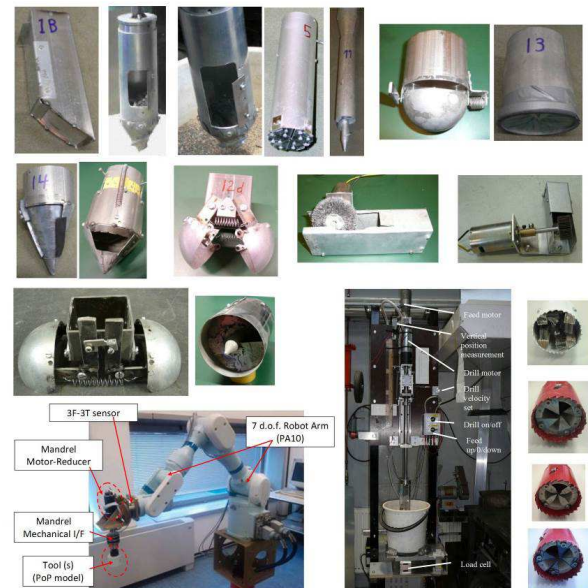 1B
5
11
13
14
12d
Feed motor
Vertical
position
measurement
Drill motor
Drill
velocity
set
Drill on/off
Feed
up/0/down
Load cell
3F-3T sensor
7 d.o.f. Robot Arm
(PA10)
Mandrel
Motor-Reducer
Mandrel
Mechanical I/F
Tool (s)
(PoP model)